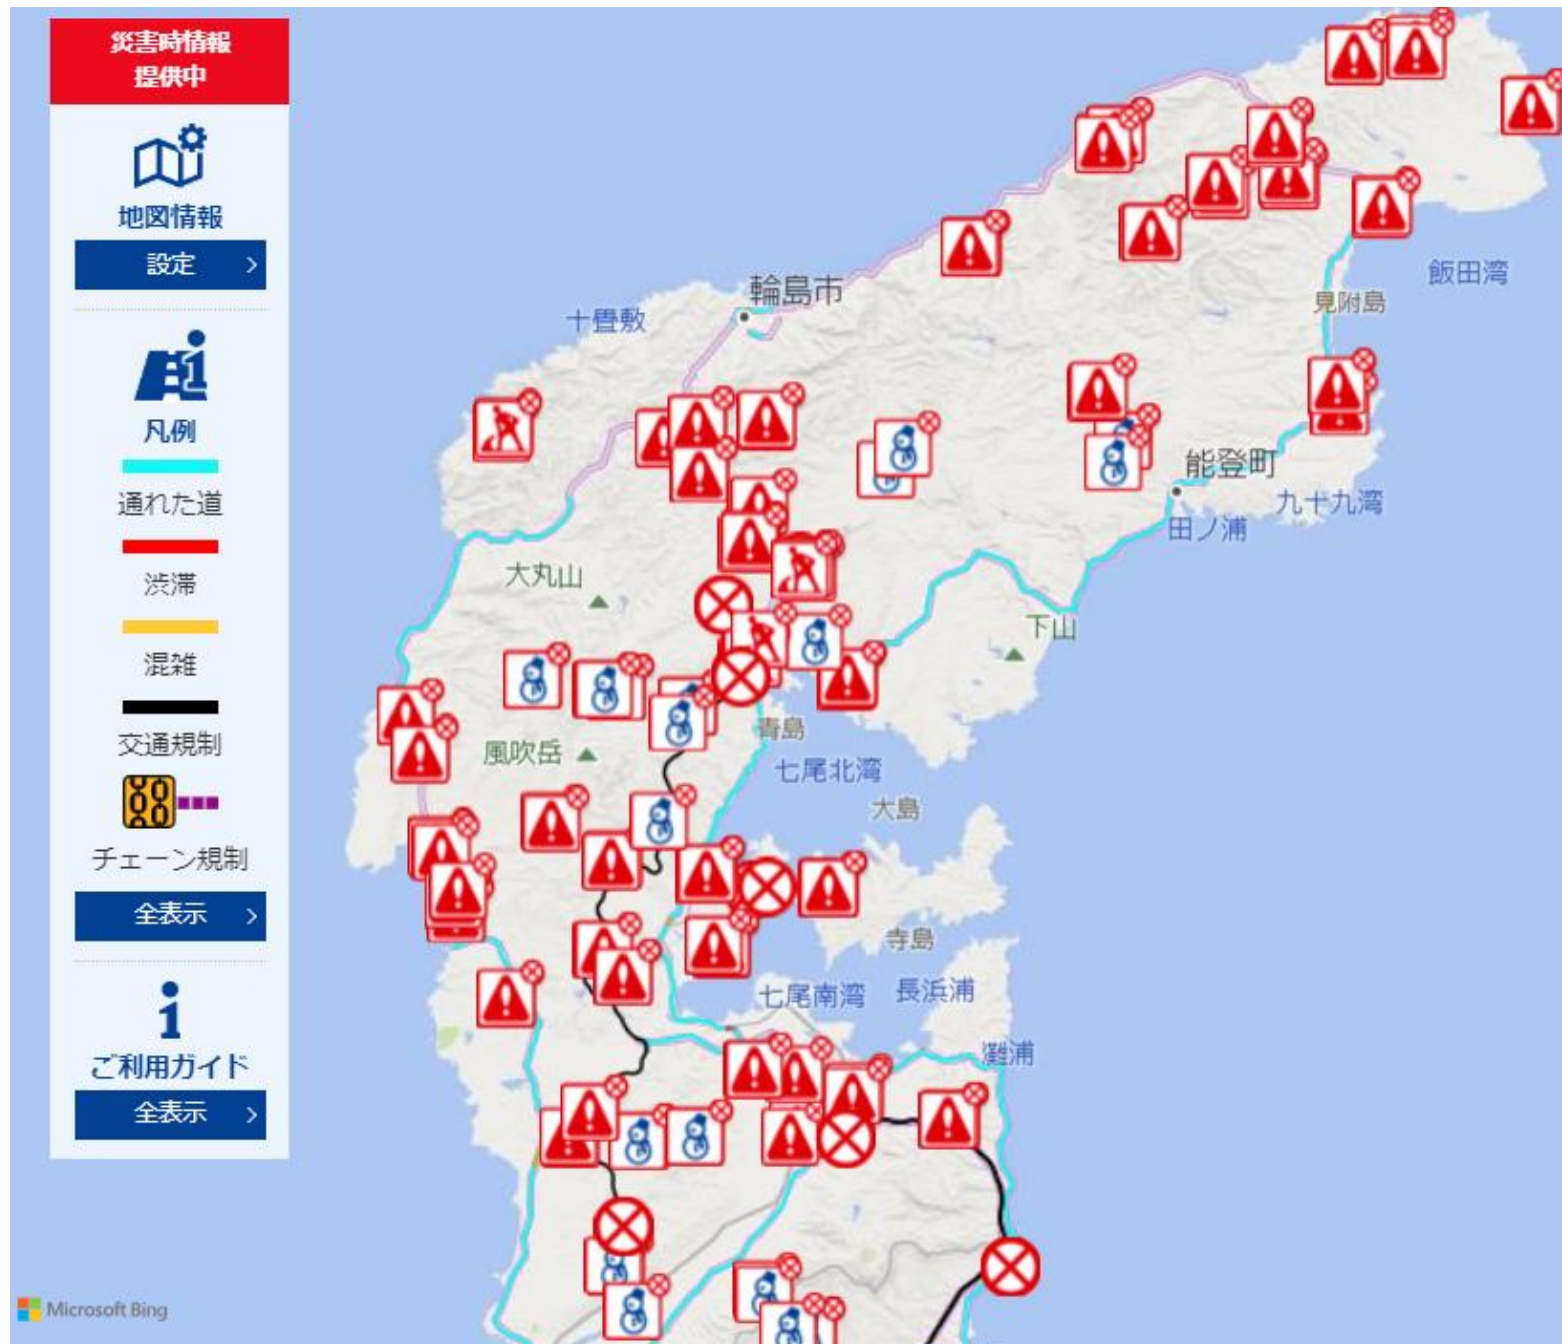 災害時情報
提供中
地図情報
設定
凡例
通れた道
渋滞
混雑
交通規制
チェーン規制
全表示
ご利用ガイド
全表示
飯田湾
見附島
輪島市
十畳敷
能登町
九十九湾
田ノ浦
大丸山
下山
青島
風吹岳
七尾北湾
大島
寺島
七尾南湾
長浜浦
灘浦
Microsoft Bing